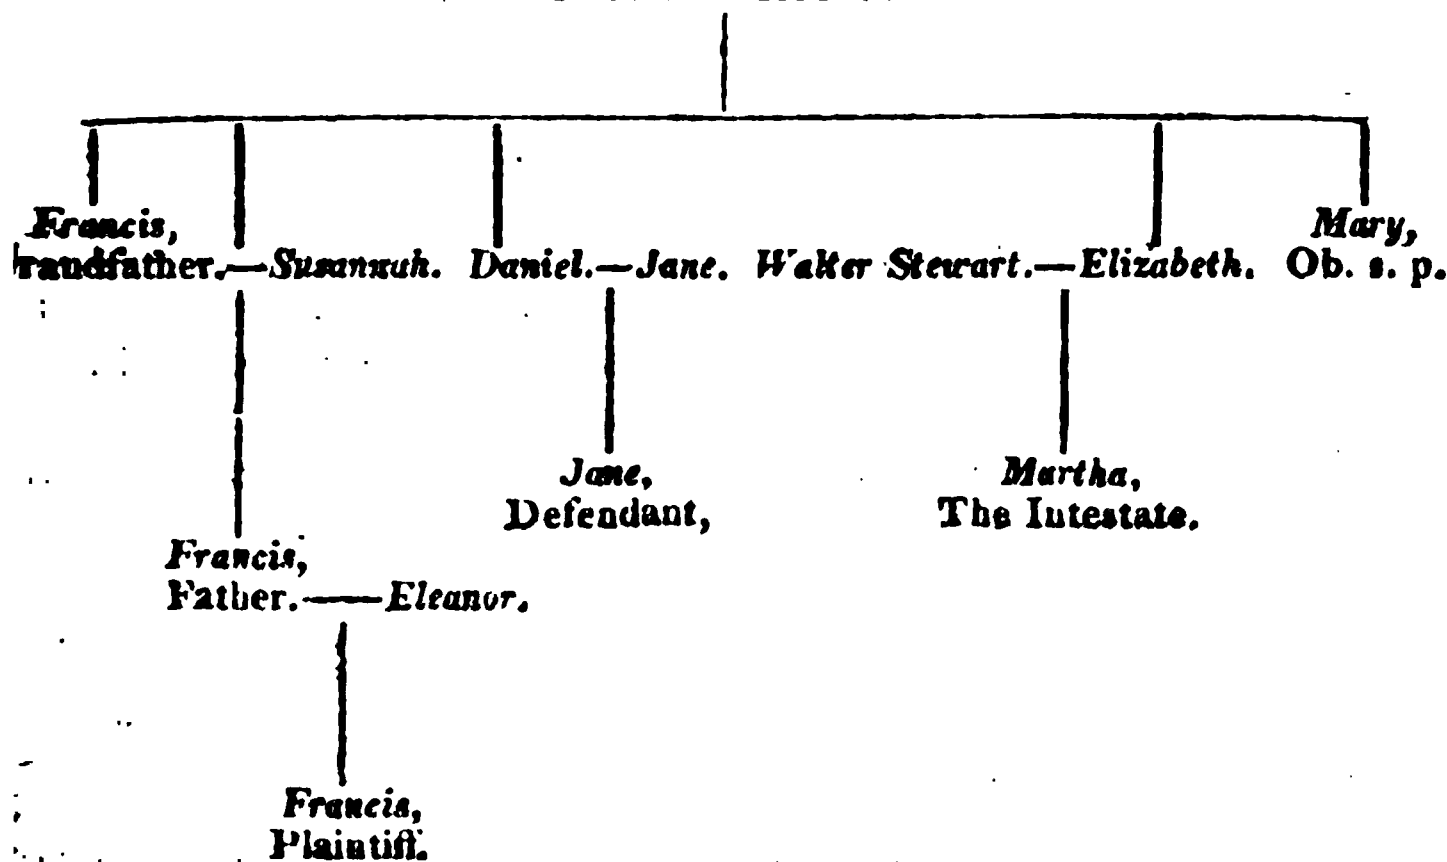 Francis, Mary,
randfather.—Susannah. Daniel.—Jane. Walter Stewart.—Elizabeth. Ob. s. p.
Jane, Martha,
Defendant, The Intestate.
Francis,
Father.——Eleanor.
Francis,
Plaintiff.